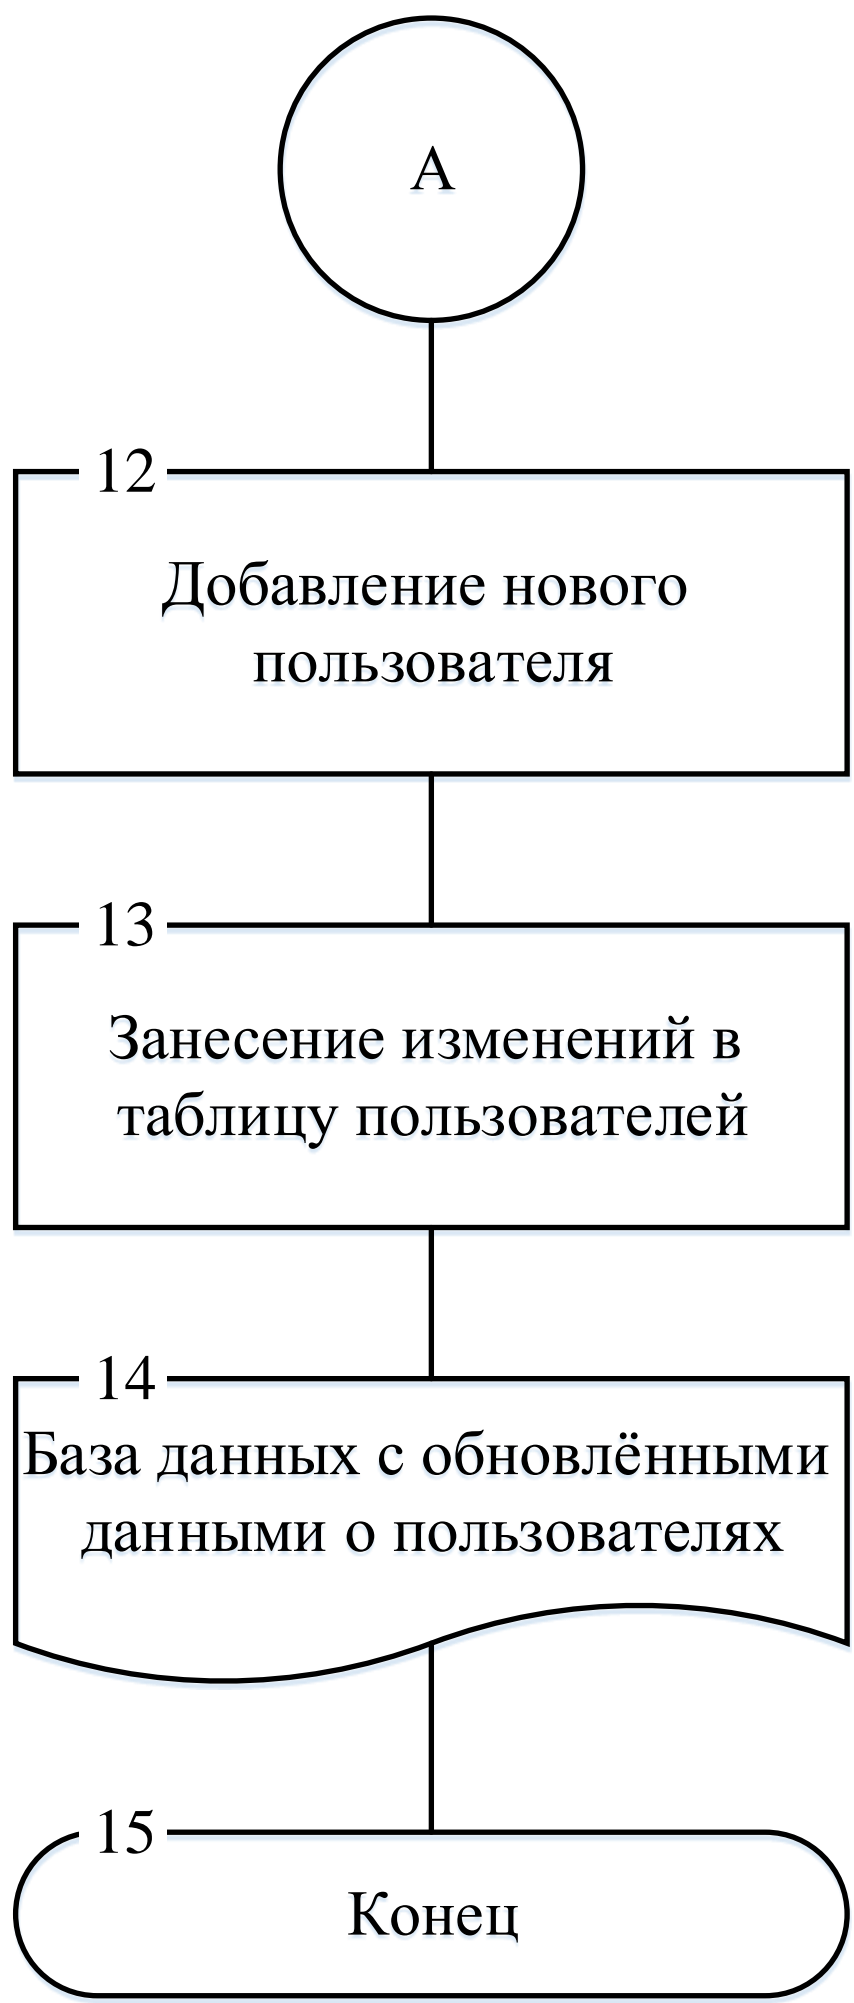 А
12
Добавление нового
пользователя
13
Занесение изменений в
таблицу пользователей
14
База данных с обновлёнными
данными о пользователях
15
Конец